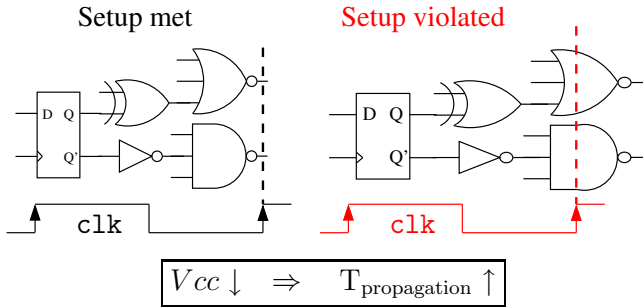 Setup met
Setup violated
D Q
Q'
D Q
Q'
clk
clk
Vcc ↓ ⇒ T_propagation ↑